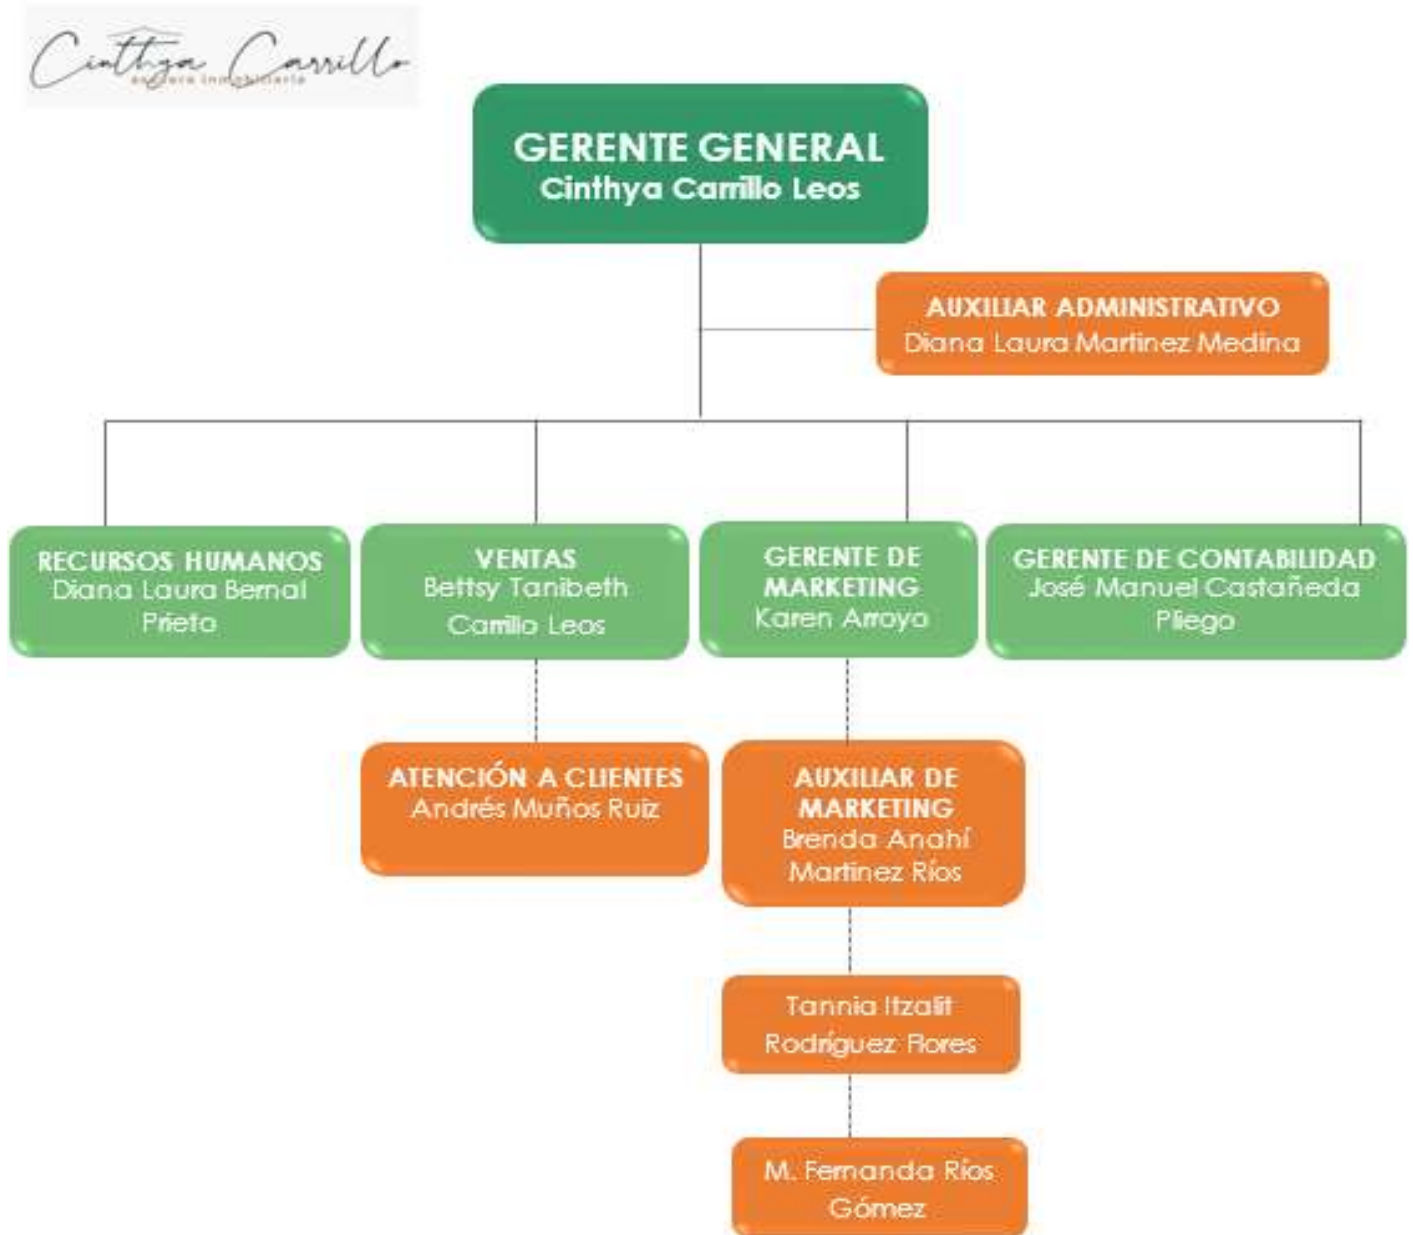 Cinthya Carrillo
asesora inmobiliaria
GERENTE GENERAL
Cinthya Carrillo Leos
AUXILIAR ADMINISTRATIVO
Diana Laura Martinez Medina
RECURSOS HUMANOS
Diana Laura Bernal
Prieto
VENTAS
Bettsy Tanibeth
Carrillo Leos
GERENTE DE
MARKETING
Karen Arroyo
GERENTE DE CONTABILIDAD
José Manuel Castañeda
Pliego
ATENCIÓN A CLIENTES
Andrés Muños Ruiz
AUXILIAR DE
MARKETING
Brenda Anahí
Martinez Ríos
Tannia Itzalit
Rodríguez Flores
M. Fernanda Ríos
Gómez